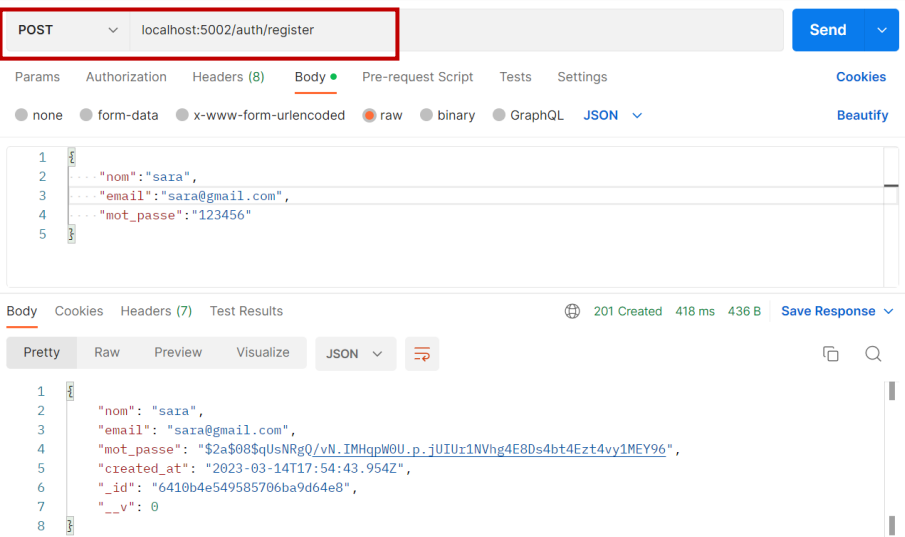 POST localhost:5002/auth/register Send
Params Authorization Headers (8) Body Pre-request Script Tests Settings Cookies
none form-data x-www-form-urlencoded raw binary GraphQL JSON Beautify
1 {
2 "nom":"sara",
3 "email":"sara@gmail.com",
4 "mot_passe":"123456"
5 }
Body Cookies Headers (7) Test Results 201 Created 418 ms 436 B Save Response
Pretty Raw Preview Visualize JSON
1 {
2 "nom": "sara",
3 "email": "sara@gmail.com",
4 "mot_passe": "$2a$08$qUsNRgQ/vN.IMHqpW0U.p.jUIUr1NVhg4E8Ds4bt4Ezt4vy1MEY96",
5 "created_at": "2023-03-14T17:54:43.954Z",
6 "_id": "6410b4e549585706ba9d64e8",
7 "__v": 0
8 }